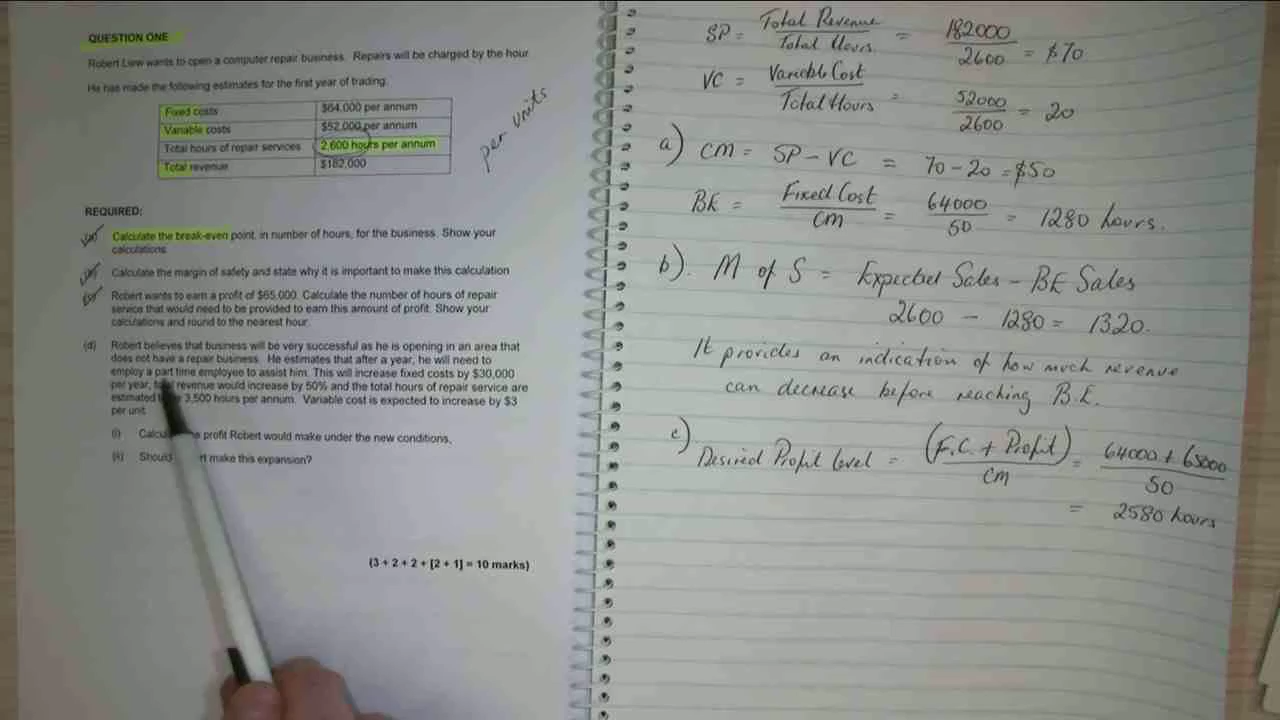 QUESTION ONE
Robert Liew wants to open a computer repair business. Repairs will be charged by the hour
He has made the following estimates for the first year of trading.
Fixed costs $64,000 per annum
Variable costs $52,000 per annum
Total hours of repair services 2,600 hours per annum
Total revenue $182,000
per units
REQUIRED:
Calculate the break-even point, in number of hours, for the business. Show your
calculations.
Calculate the margin of safety and state why it is important to make this calculation
Robert wants to earn a profit of $65,000. Calculate the number of hours of repair
service that would need to be provided to earn this amount of profit. Show your
calculations and round to the nearest hour.
(d) Robert believes that business will be very successful as he is opening in an area that
does not have a repair business. He estimates that after a year, he will need to
employ a part time employee to assist him. This will increase fixed costs by $30,000
per year, revenue would increase by 50% and the total hours of repair service are
estimated 3,500 hours per annum. Variable cost is expected to increase by $3
per unit
(i) profit Robert would make under the new conditions.
(ii) Should make this expansion?
(3 + 2 + 2 + [2 + 1] = 10 marks)
SP = Total Revenue / Total Hours = 182000 / 2600 = $70
VC = Variable Cost / Total Hours = 52000 / 2600 = 20
a) CM = SP - VC = 70 - 20 = $50
BE = Fixed Cost / CM = 64000 / 50 = 1280 hours.
b). M of S = Expected Sales - BE Sales
2600 - 1280 = 1320.
It provides an indication of how much revenue
can decrease before reaching B.E.
c) Desired Profit Level = (F.C. + Profit) / CM = 64000 + 65000 / 50
= 2580 hours